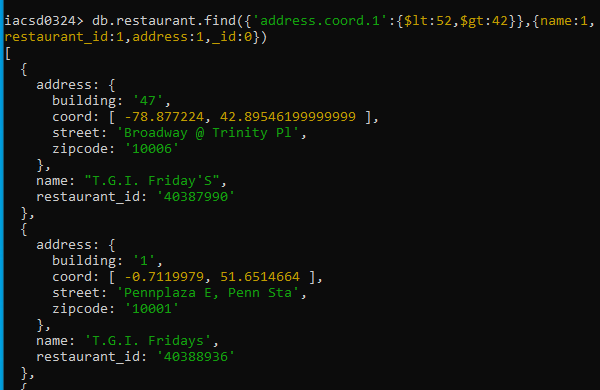 iacsd0324> db.restaurant.find({'address.coord.1':{$lt:52,$gt:42}},{name:1,
restaurant_id:1,address:1,_id:0})
[
  {
    address: {
      building: '47',
      coord: [ -78.877224, 42.89546199999999 ],
      street: 'Broadway @ Trinity Pl',
      zipcode: '10006'
    },
    name: "T.G.I. Friday'S",
    restaurant_id: '40387990'
  },
  {
    address: {
      building: '1',
      coord: [ -0.7119979, 51.6514664 ],
      street: 'Pennplaza E, Penn Sta',
      zipcode: '10001'
    },
    name: 'T.G.I. Fridays',
    restaurant_id: '40388936'
  },
  {